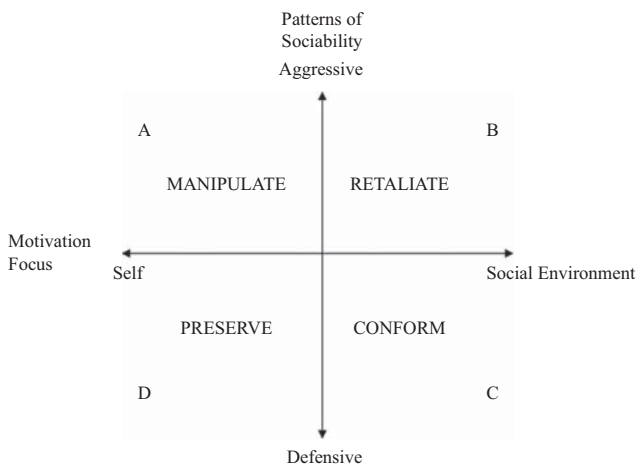 Patterns of
Sociability
Aggressive
A
B
MANIPULATE
RETALIATE
Motivation
Focus
Self
Social Environment
PRESERVE
CONFORM
D
C
Defensive